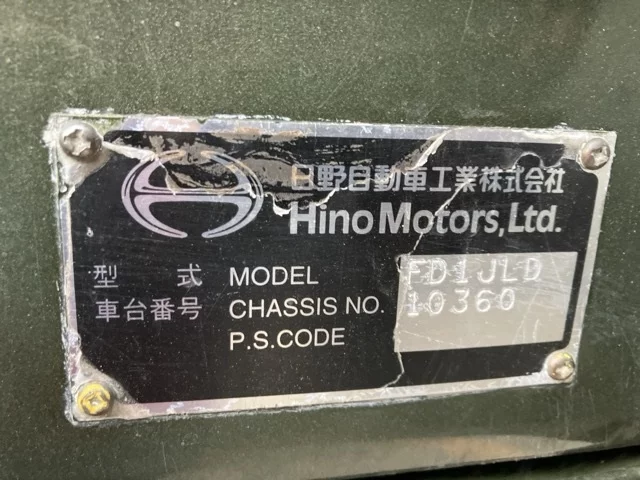 日野自動車工業株式会社
Hino Motors, Ltd.
型 式 MODEL FD1JLD
車台番号 CHASSIS NO. 10360
P.S.CODE